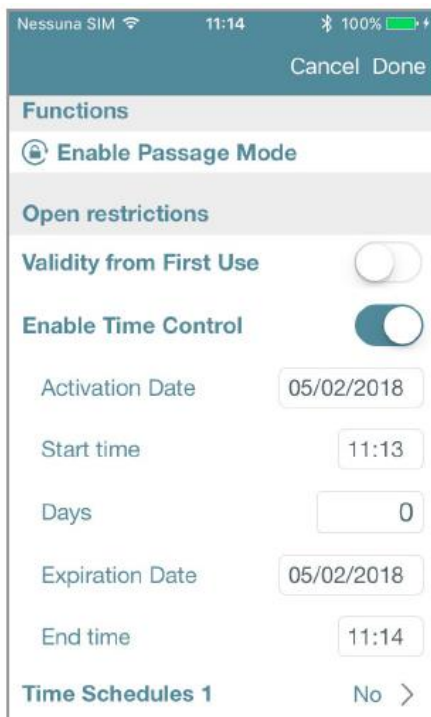 Nessuna SIM 11:14 100%
Cancel Done
Functions
Enable Passage Mode
Open restrictions
Validity from First Use
Enable Time Control
Activation Date 05/02/2018
Start time 11:13
Days 0
Expiration Date 05/02/2018
End time 11:14
Time Schedules 1 No >